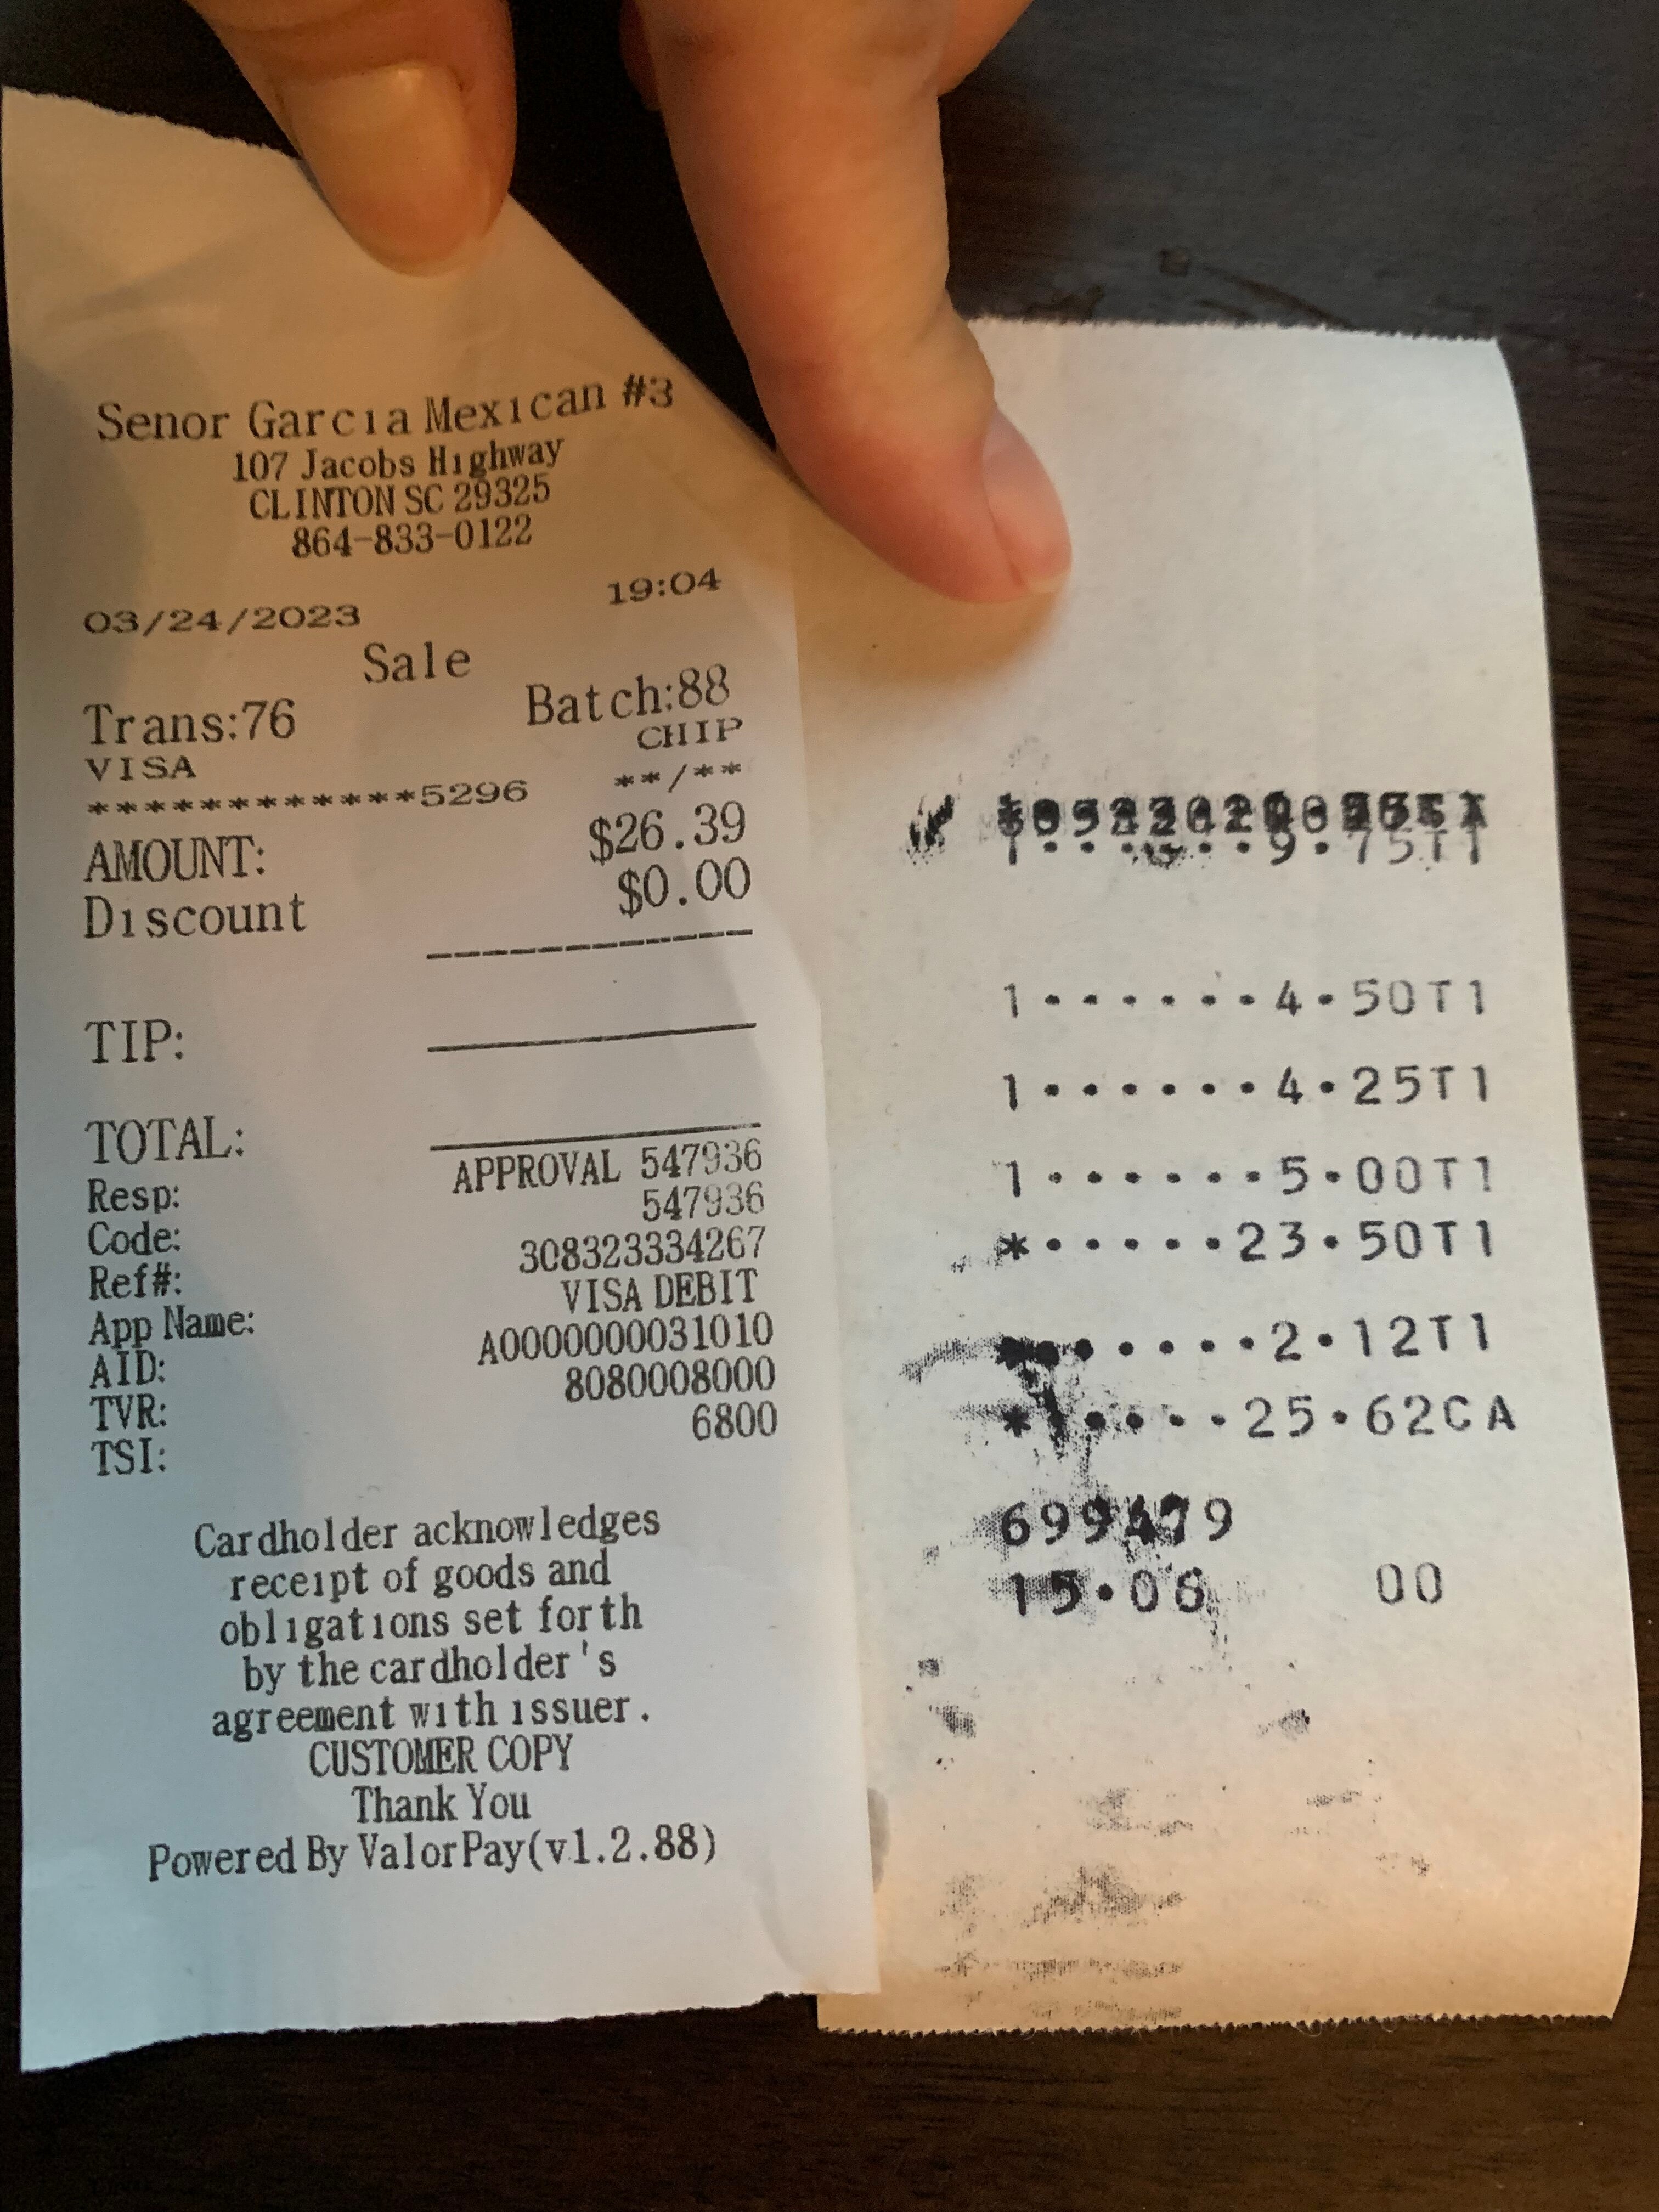 Senor Garcia Mexican #3
107 Jacobs Highway
CLINTON SC 29325
864-833-0122
03/24/2023 19:04
Sale
Trans:76 Batch:88
VISA CHIP
************5296 **/**
AMOUNT: $26.39
Discount $0.00
TIP:
TOTAL:
Resp: APPROVAL 547936
Code: 547936
Ref#: 308323334267
App Name: VISA DEBIT
AID: A0000000031010
TVR: 8080008000
TSI: 6800
Cardholder acknowledges
receipt of goods and
obligations set forth
by the cardholder's
agreement with issuer.
CUSTOMER COPY
Thank You
Powered By ValorPay(v1.2.88)
1······9·75T1
1······4·50T1
1······4·25T1
1······5·00T1
*·····23·50T1
*······2·12T1
*·····25·62CA
15·06 00